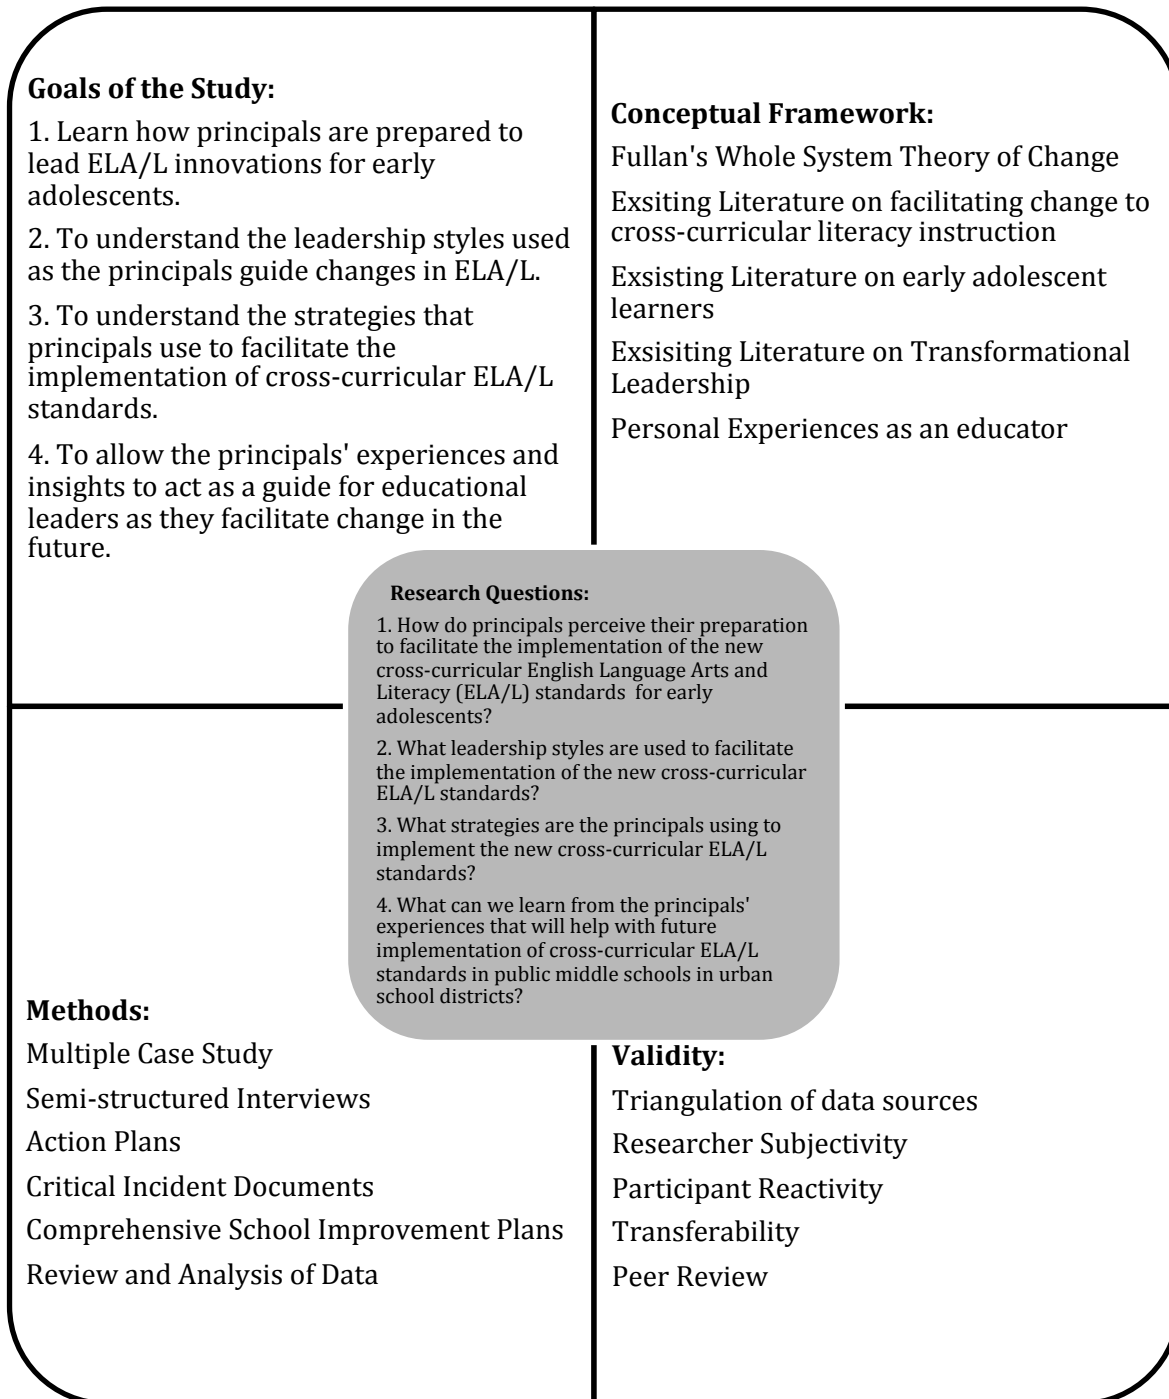 Goals of the Study:
1. Learn how principals are prepared to
lead ELA/L innovations for early
adolescents.
2. To understand the leadership styles used
as the principals guide changes in ELA/L.
3. To understand the strategies that
principals use to facilitate the
implementation of cross-curricular ELA/L
standards.
4. To allow the principals' experiences and
insights to act as a guide for educational
leaders as they facilitate change in the
future.
Conceptual Framework:
Fullan's Whole System Theory of Change
Exsiting Literature on facilitating change to
cross-curricular literacy instruction
Exsisting Literature on early adolescent
learners
Exsisiting Literature on Transformational
Leadership
Personal Experiences as an educator
Research Questions:
1. How do principals perceive their preparation
to facilitate the implementation of the new
cross-curricular English Language Arts and
Literacy (ELA/L) standards for early
adolescents?
2. What leadership styles are used to facilitate
the implementation of the new cross-curricular
ELA/L standards?
3. What strategies are the principals using to
implement the new cross-curricular ELA/L
standards?
4. What can we learn from the principals'
experiences that will help with future
implementation of cross-curricular ELA/L
standards in public middle schools in urban
school districts?
Methods:
Multiple Case Study
Semi-structured Interviews
Action Plans
Critical Incident Documents
Comprehensive School Improvement Plans
Review and Analysis of Data
Validity:
Triangulation of data sources
Researcher Subjectivity
Participant Reactivity
Transferability
Peer Review